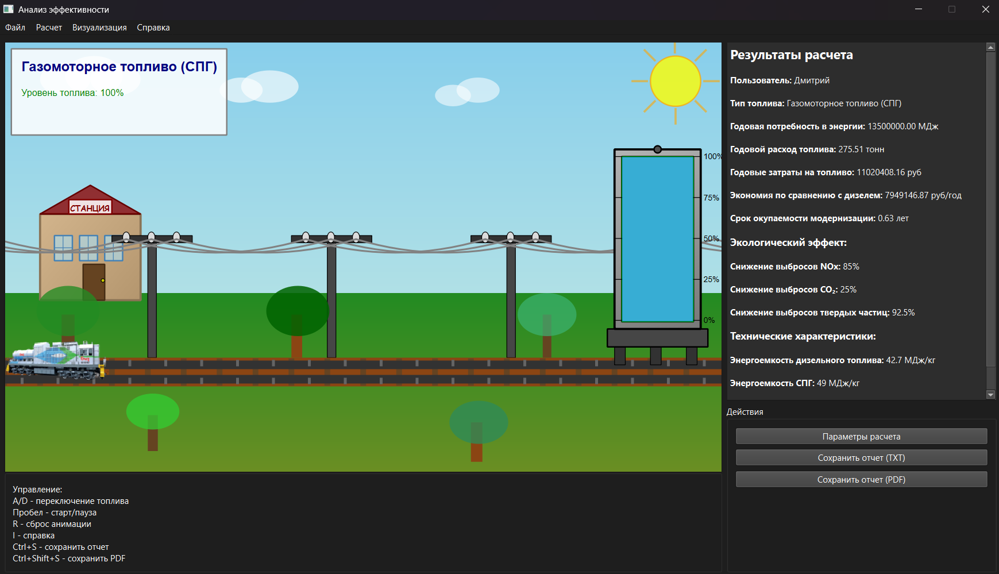 Анализ эффективности
Файл Расчет Визуализация Справка
Газомоторное топливо (СПГ)
Уровень топлива: 100%
СТАНЦИЯ
100%
75%
50%
25%
0%
Результаты расчета
Пользователь: Дмитрий
Тип топлива: Газомоторное топливо (СПГ)
Годовая потребность в энергии: 13500000.00 МДж
Годовой расход топлива: 275.51 тонн
Годовые затраты на топливо: 11020408.16 руб
Экономия по сравнению с дизелем: 7949146.87 руб/год
Срок окупаемости модернизации: 0.63 лет
Экологический эффект:
Снижение выбросов NOx: 85%
Снижение выбросов CO₂: 25%
Снижение выбросов твердых частиц: 92.5%
Технические характеристики:
Энергоемкость дизельного топлива: 42.7 МДж/кг
Энергоемкость СПГ: 49 МДж/кг
Действия
Параметры расчета
Сохранить отчет (TXT)
Сохранить отчет (PDF)
Управление:
A/D - переключение топлива
Пробел - старт/пауза
R - сброс анимации
I - справка
Ctrl+S - сохранить отчет
Ctrl+Shift+S - сохранить PDF